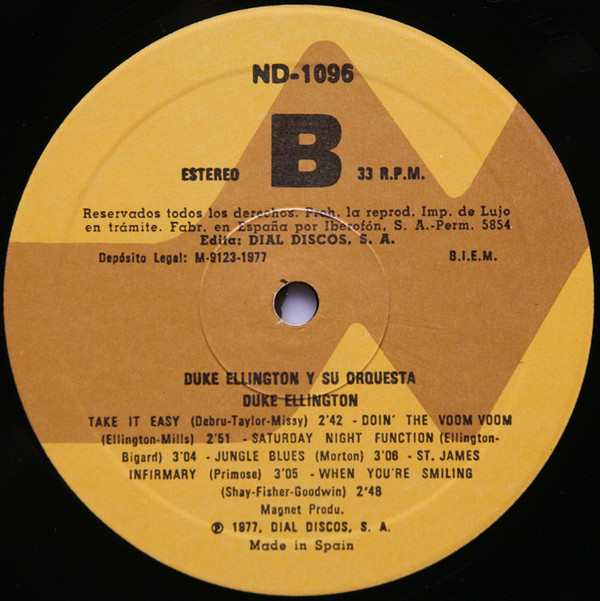 ND-1096
B
ESTEREO 33 R.P.M.
Reservados todos los derechos. Proh. la reprod. Imp. de Lujo
en trámite. Fabr. en España por Iberofón, S. A.-Perm. 5854
Edita: DIAL DISCOS, S. A.
Depósito Legal: M-9123-1977 B.I.E.M.
DUKE ELLINGTON Y SU ORQUESTA
DUKE ELLINGTON
TAKE IT EASY (Debru-Taylor-Missy) 2'42 - DOIN' THE VOOM VOOM
(Ellington-Mills) 2'51 - SATURDAY NIGHT FUNCTION (Ellington-
Bigard) 3'04 - JUNGLE BLUES (Morton) 3'06 - ST. JAMES
INFIRMARY (Primose) 3'05 - WHEN YOU'RE SMILING
(Shay-Fisher-Goodwin) 2'48
Magnet Produ.
℗ 1977, DIAL DISCOS, S. A.
Made in Spain